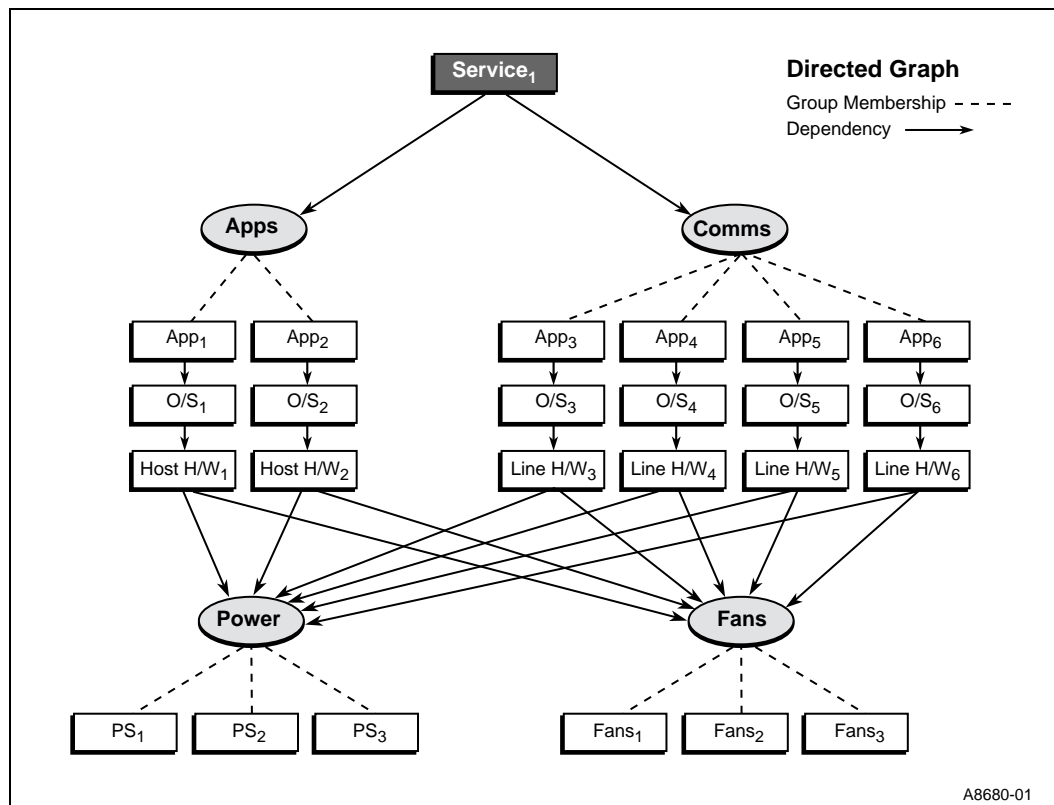 Service1
Directed Graph
Group Membership
Dependency
Apps
Comms
App1
App2
App3
App4
App5
App6
O/S1
O/S2
O/S3
O/S4
O/S5
O/S6
Host H/W1
Host H/W2
Line H/W3
Line H/W4
Line H/W5
Line H/W6
Power
Fans
PS1
PS2
PS3
Fans1
Fans2
Fans3
A8680-01